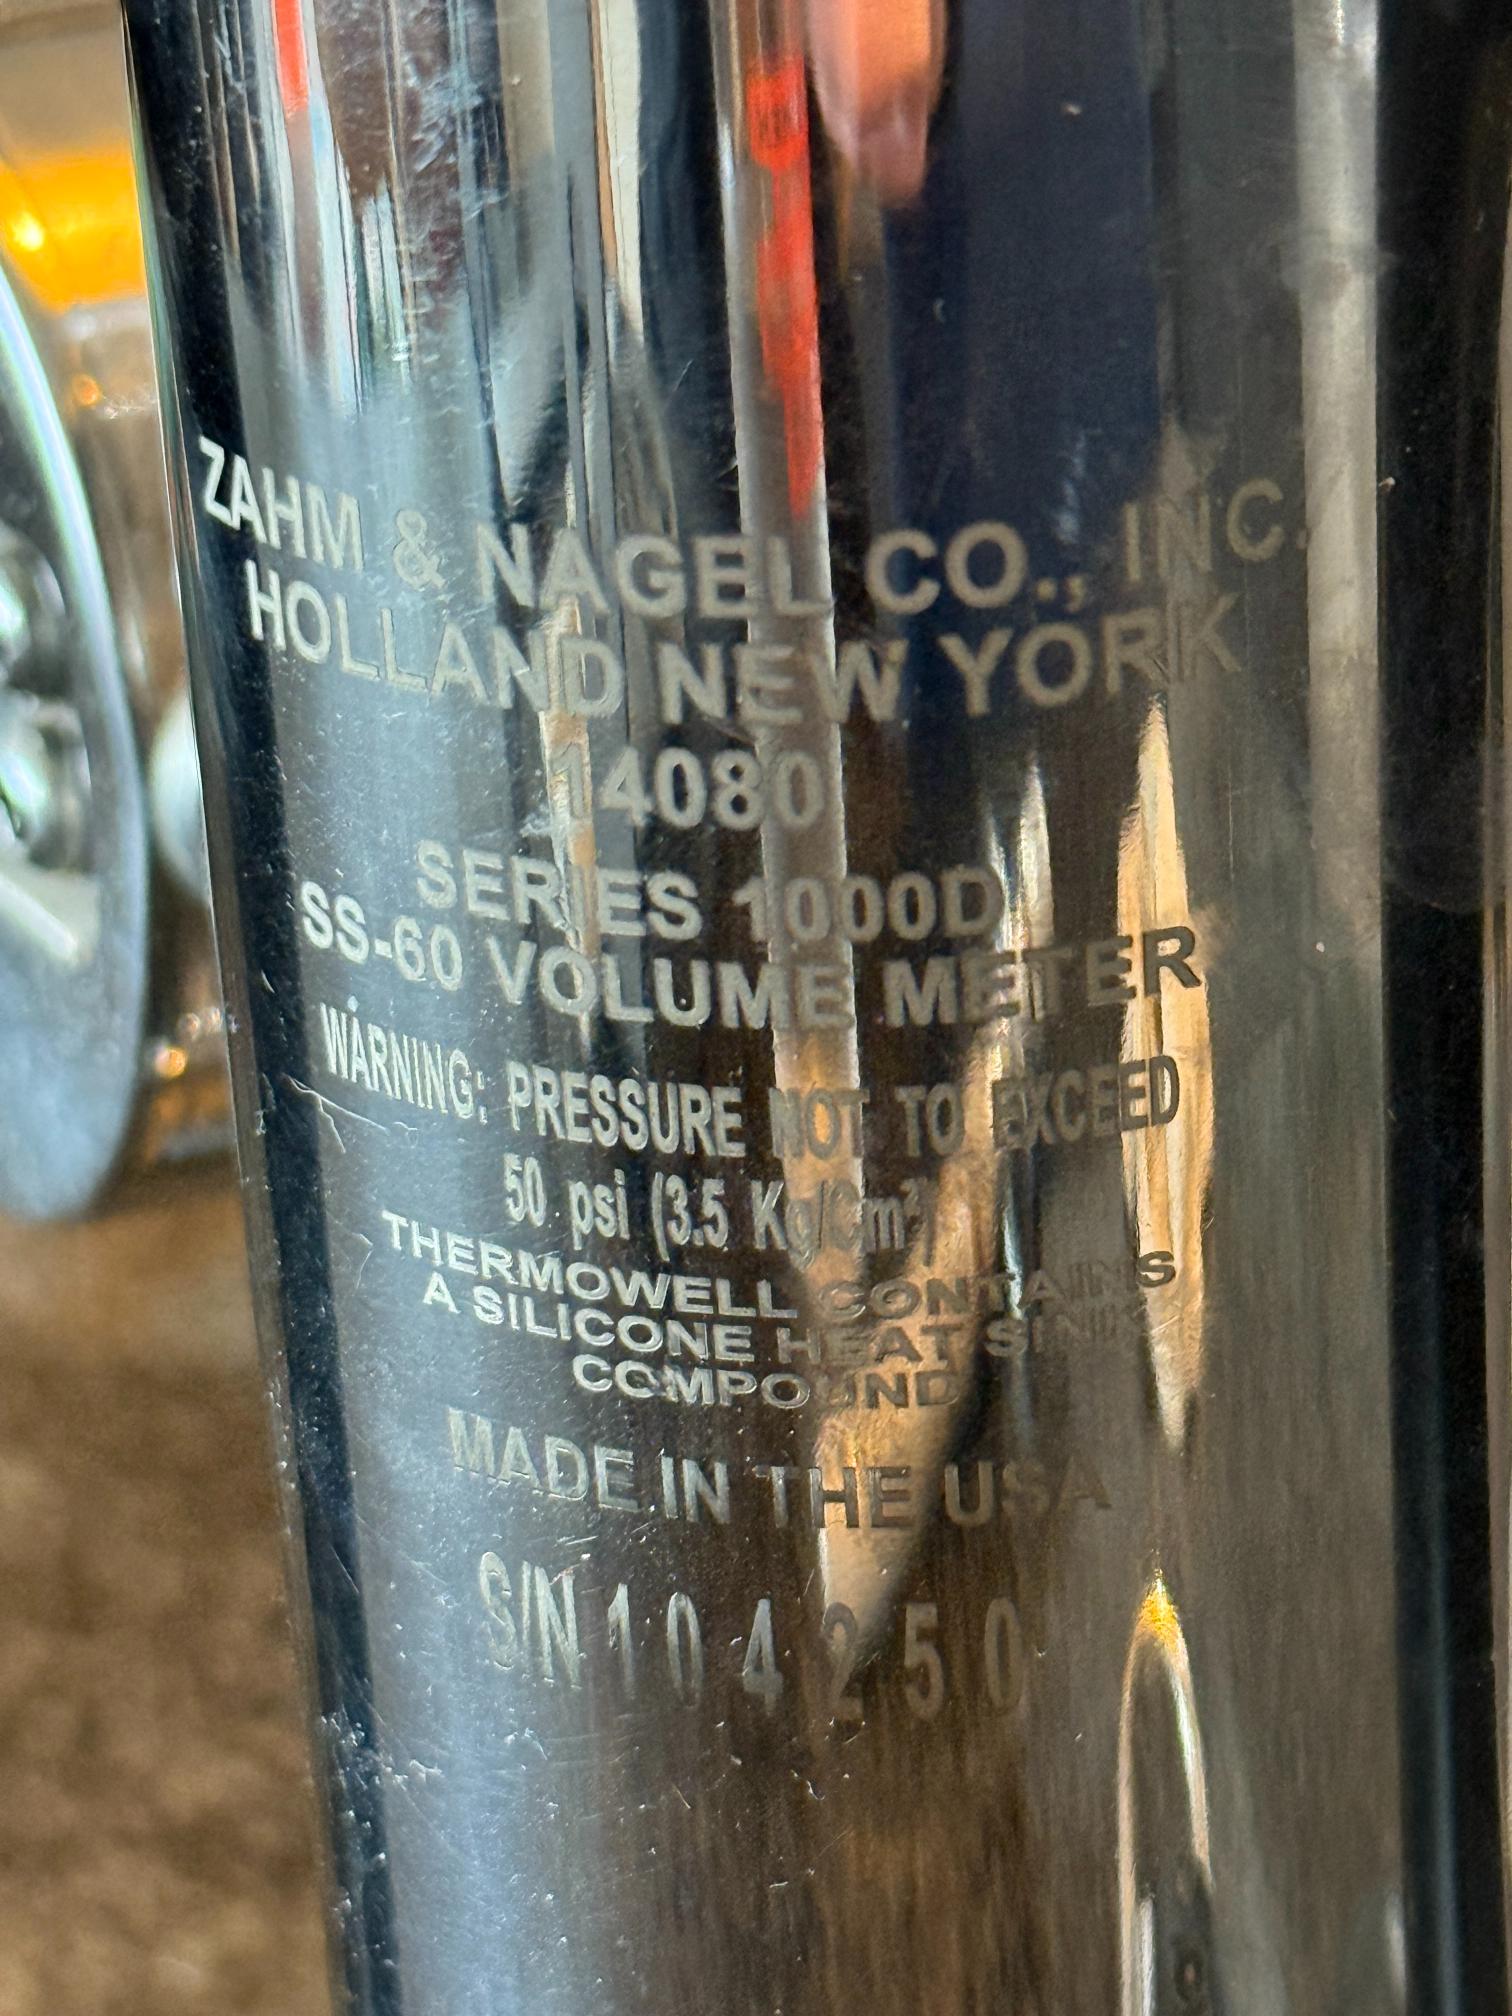 ZAHM & NAGEL CO., INC.
HOLLAND NEW YORK
14080
SERIES 1000D
SS-60 VOLUME METER
WARNING: PRESSURE NOT TO EXCEED
50 psi (3.5 Kg/Cm²)
THERMOWELL CONTAINS
A SILICONE HEAT SINK
COMPOUND
MADE IN THE USA
S/N 104250